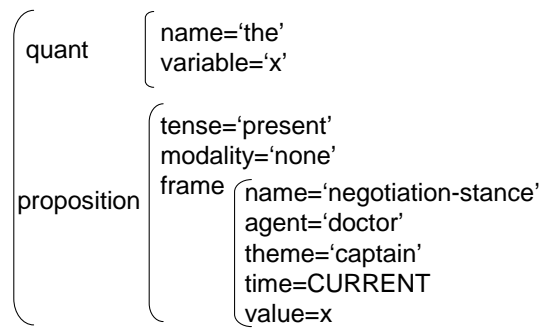 quant
name=‘the’
variable=‘x’
proposition
tense=‘present’
modality=‘none’
frame
name=‘negotiation-stance’
agent=‘doctor’
theme=‘captain’
time=CURRENT
value=x